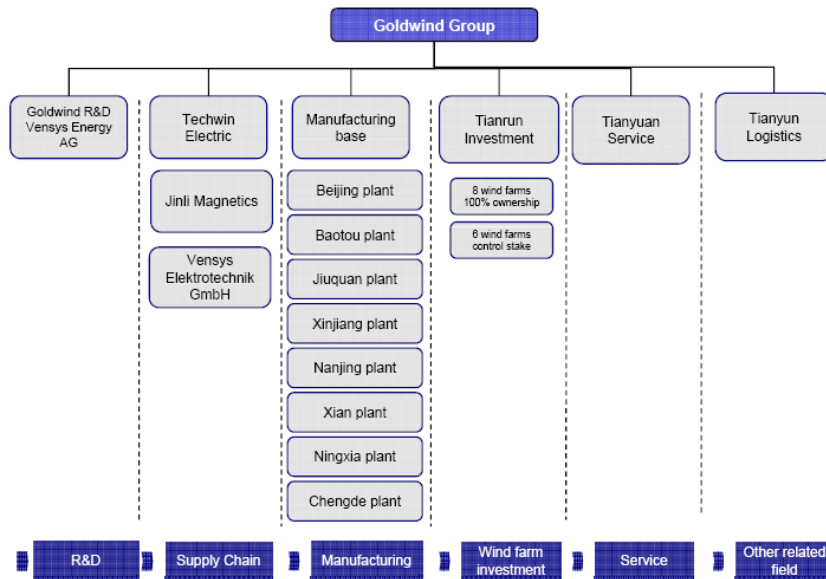 Goldwind Group
Goldwind R&D
Vensys Energy
AG
Techwin
Electric
Manufacturing
base
Tianrun
Investment
Tianyuan
Service
Tianyun
Logistics
Jinli Magnetics
Vensys
Elektrotechnik
GmbH
Beijing plant
Baotou plant
Jiuquan plant
Xinjiang plant
Nanjing plant
Xian plant
Ningxia plant
Chengde plant
8 wind farms
100% ownership
6 wind farms
control stake
R&D
Supply Chain
Manufacturing
Wind farm
investment
Service
Other related
field